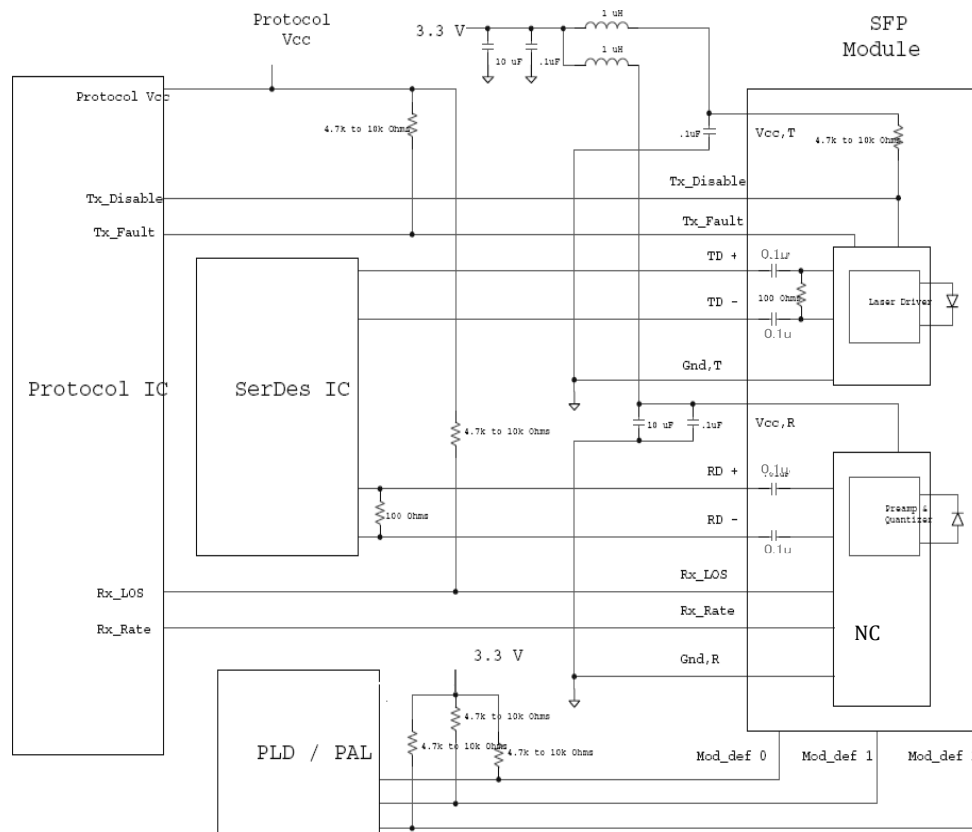 Protocol
Vcc
3.3 V
1 uH
1 uH
10 uF
.1uF
SFP
Module
Protocol Vcc
4.7k to 10k Ohms
.1uF
Vcc,T
4.7k to 10k Ohms
Tx_Disable
Tx_Disable
Tx_Fault
Tx_Fault
TD +
0.1u
100 Ohms
Laser Driver
TD -
0.1u
Gnd,T
Protocol IC
SerDes IC
4.7k to 10k Ohms
10 uF
.1uF
Vcc,R
RD +
0.1u
100 Ohms
Preamp &
Quantizer
RD -
0.1u
Rx_LOS
Rx_LOS
Rx_Rate
Rx_Rate
NC
Gnd,R
3.3 V
4.7k to 10k Ohms
4.7k to 10k Ohms
4.7k to 10k Ohms
PLD / PAL
Mod_def 0
Mod_def 1
Mod_def